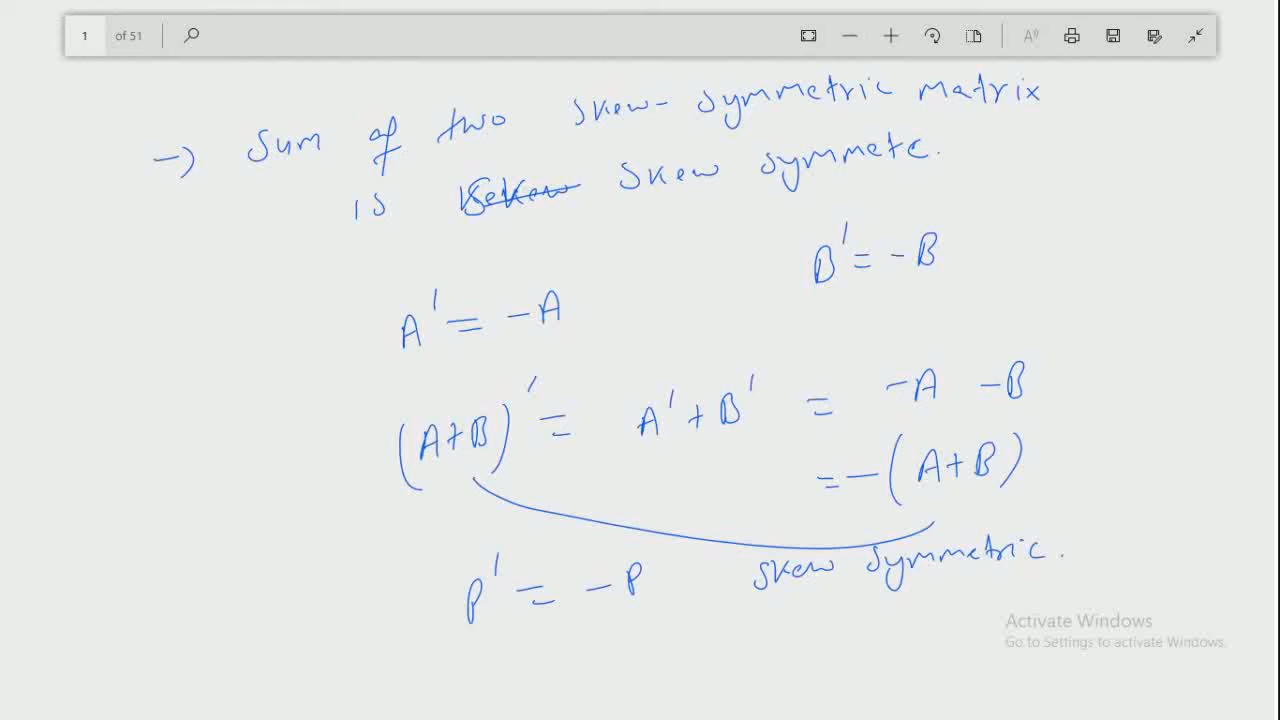 1 of 51
→ Sum of two skew-symmetric matrix
is skew symmetc.
B' = -B
A' = -A
(A+B)' = A' + B' = -A -B
= -(A+B)
P' = -P skew symmetric.
Activate Windows
Go to Settings to activate Windows.